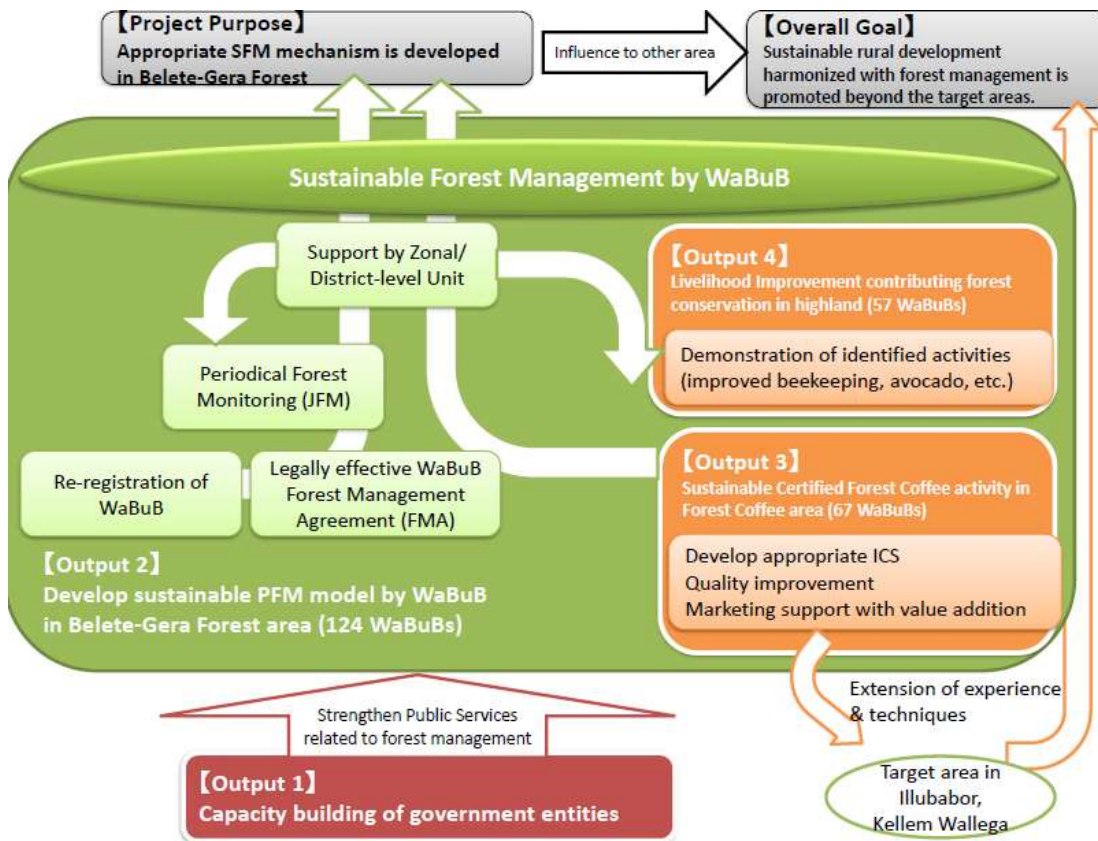 【Project Purpose】
Appropriate SFM mechanism is developed
in Belete-Gera Forest
Influence to other area
【Overall Goal】
Sustainable rural development
harmonized with forest management is
promoted beyond the target areas.
Sustainable Forest Management by WaBuB
Support by Zonal/
District-level Unit
【Output 4】
Livelihood Improvement contributing forest
conservation in highland (57 WaBuBs)
Demonstration of identified activities
(improved beekeeping, avocado, etc.)
Periodical Forest
Monitoring (JFM)
Re-registration of
WaBuB
Legally effective WaBuB
Forest Management
Agreement (FMA)
【Output 3】
Sustainable Certified Forest Coffee activity in
Forest Coffee area (67 WaBuBs)
Develop appropriate ICS
Quality improvement
Marketing support with value addition
【Output 2】
Develop sustainable PFM model by WaBuB
in Belete-Gera Forest area (124 WaBuBs)
Extension of experience
& techniques
Strengthen Public Services
related to forest management
【Output 1】
Capacity building of government entities
Target area in
Illubabor,
Kellem Wallega